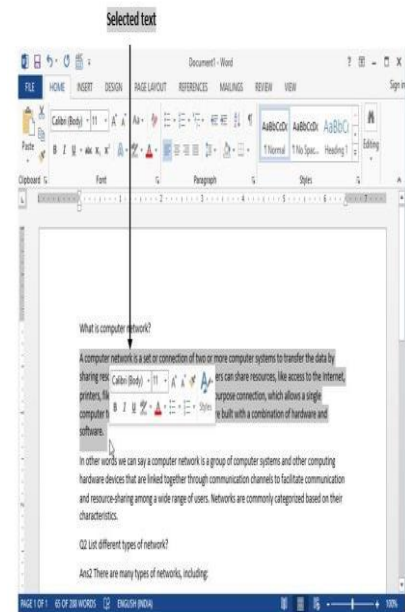 Selected text
Document1 - Word
FILE HOME INSERT DESIGN PAGE LAYOUT REFERENCES MAILINGS REVIEW VIEW Sign in
Calibri (Body) 11 A A Aa
Paste B I U abc X₂ X² A A
AaBbCcDc AaBbCcDc AaBbC
¶ Normal ¶ No Spac... Heading 1 Editing
Clipboard Font Paragraph Styles
What is computer network?
A computer network is a set or connection of two or more computer systems to transfer the data by
sharing ers can share resources, like access to the Internet,
printers, purpose connection, which allows a single
computer re built with a combination of hardware and
software.
Calibri (Body) 11 A A
B I U A Styles
In other words we can say a computer network is a group of computer systems and other computing
hardware devices that are linked together through communication channels to facilitate communication
and resource-sharing among a wide range of users. Networks are commonly categorized based on their
characteristics.
Q2 List different types of network?
Ans2 There are many types of networks, including:
PAGE 1 OF 1 65 OF 200 WORDS ENGLISH (INDIA) 100%